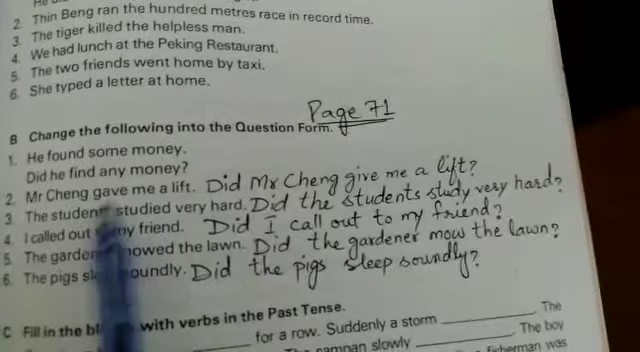 2. Thin Beng ran the hundred metres race in record time.
3. The tiger killed the helpless man.
4. We had lunch at the Peking Restaurant.
5. The two friends went home by taxi.
6. She typed a letter at home.
Page 71
B Change the following into the Question Form.
1. He found some money.
Did he find any money?
2. Mr Cheng gave me a lift. Did Mr Cheng give me a lift?
3 The students studied very hard. Did the students study very hard?
4. I called out my friend. Did I call out to my friend?
5 The garden mowed the lawn. Did the gardener mow the lawn?
6. The pigs soundly. Did the pigs sleep soundly?
C Fill in the with verbs in the Past Tense.
The
for a row. Suddenly a storm
The boy
sampan slowly
fisherman was